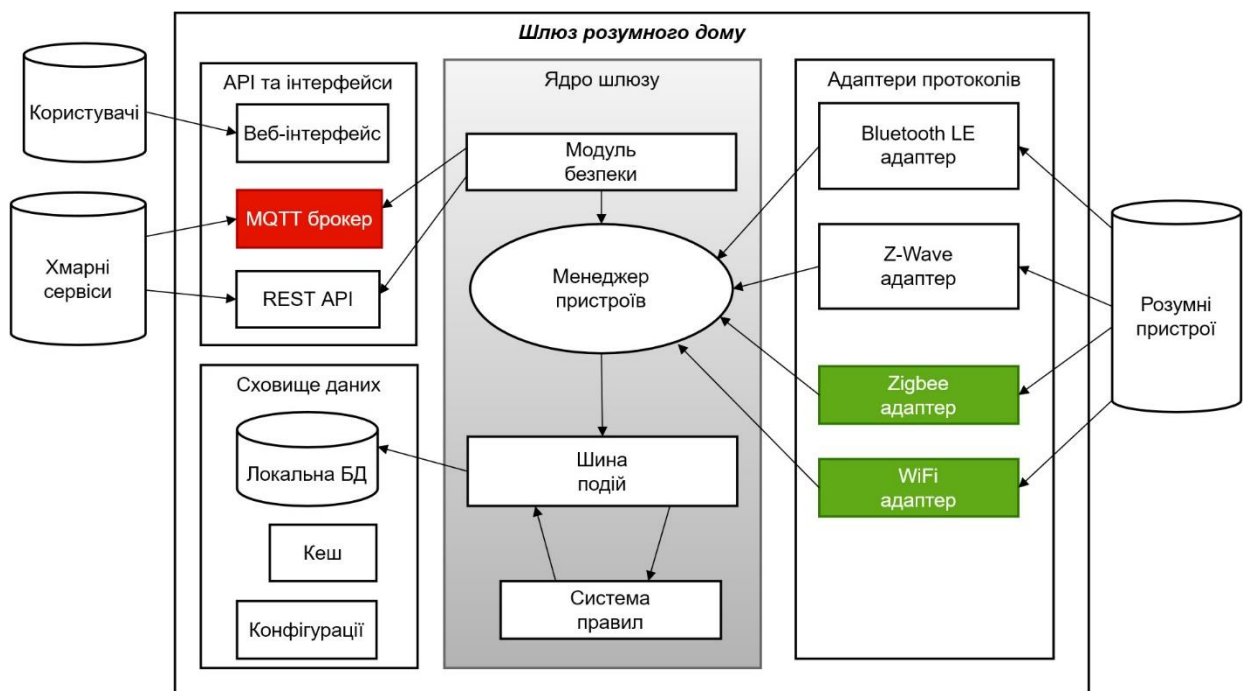 Шлюз розумного дому
Користувачі
Хмарні
сервіси
API та інтерфейси
Веб-інтерфейс
MQTT брокер
REST API
Сховище даних
Локальна БД
Кеш
Конфігурації
Ядро шлюзу
Модуль
безпеки
Менеджер
пристроїв
Шина
подій
Система
правил
Адаптери протоколів
Bluetooth LE
адаптер
Z-Wave
адаптер
Zigbee
адаптер
WiFi
адаптер
Розумні
пристрої